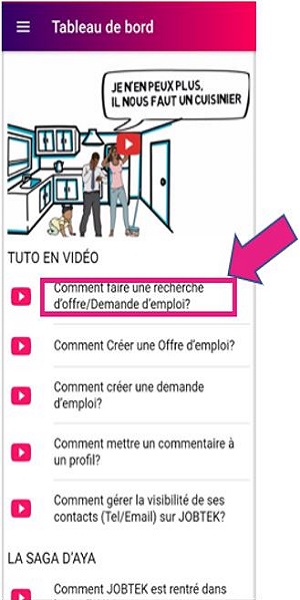 Tableau de bord
JE N'EN PEUX PLUS,
IL NOUS FAUT UN CUISINIER
TUTO EN VIDÉO
Comment faire une recherche
d'offre/Demande d'emploi?
Comment Créer une Offre d'emploi?
Comment créer une demande
d'emploi?
Comment mettre un commentaire à
un profil?
Comment gérer la visibilité de ses
contacts (Tel/Email) sur JOBTEK?
LA SAGA D'AYA
Comment JOBTEK est rentré dans